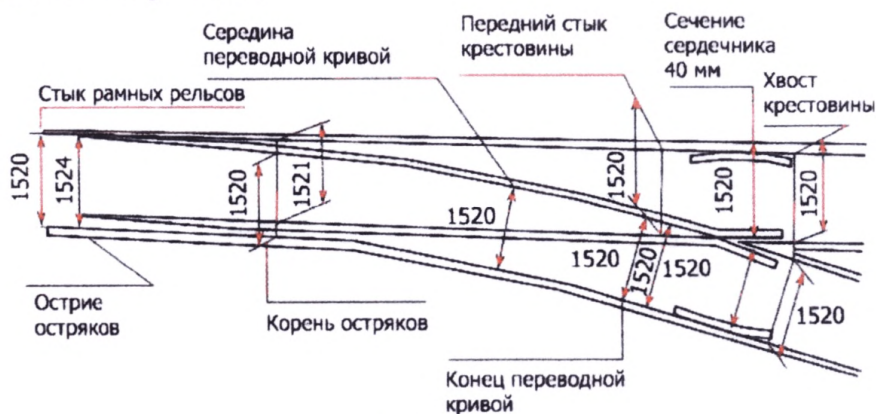 Середина
переводной кривой
Передний стык
крестовины
Сечение
сердечника
40 мм
Хвост
крестовины
Стык рамных рельсов
1520
1524
1520
1521
1520
1520
1520
1520
1520
1520
1520
1520
1520
Острие
остряков
Корень остряков
Конец переводной
кривой